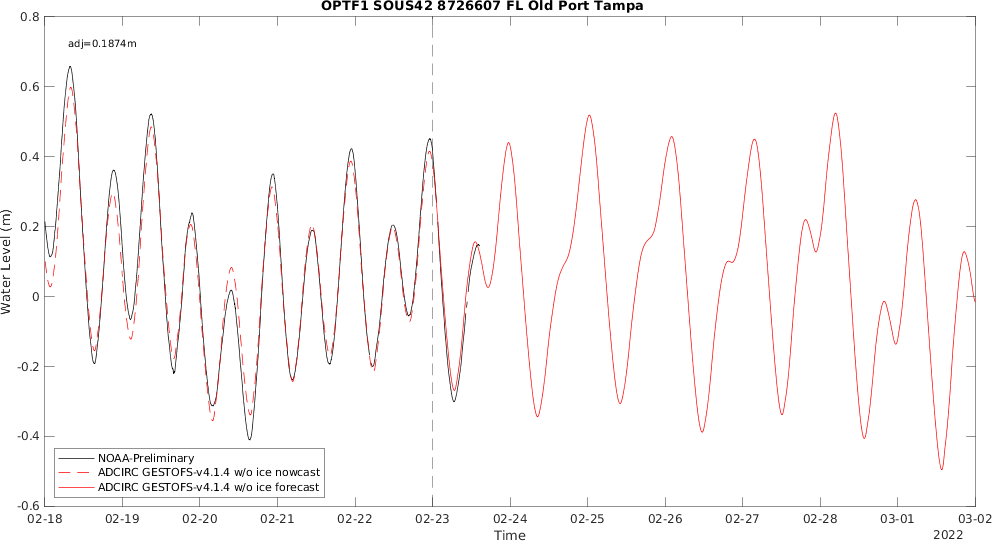 OPTF1 SOUS42 8726607 FL Old Port Tampa
adj=0.1874m
Water Level (m)
0.8
0.6
0.4
0.2
0
-0.2
-0.4
-0.6
NOAA-Preliminary
ADCIRC GESTOFS-v4.1.4 w/o ice nowcast
ADCIRC GESTOFS-v4.1.4 w/o ice forecast
02-18 02-19 02-20 02-21 02-22 02-23 02-24 02-25 02-26 02-27 02-28 03-01 03-02
Time
2022